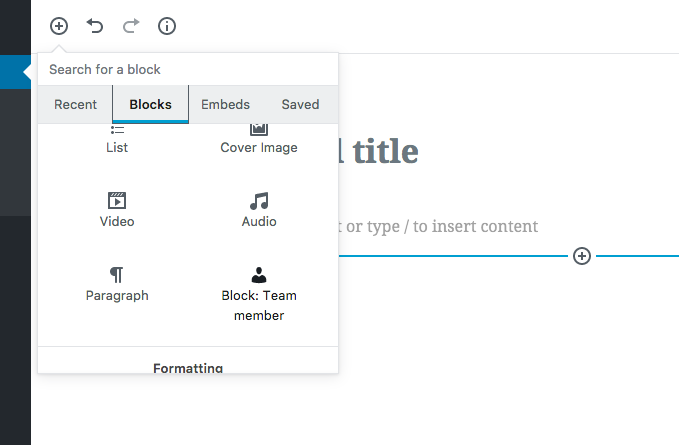 Search for a block
Recent Blocks Embeds Saved
List Cover Image
title
Video Audio
or type / to insert content
Paragraph Block: Team
member
Formatting